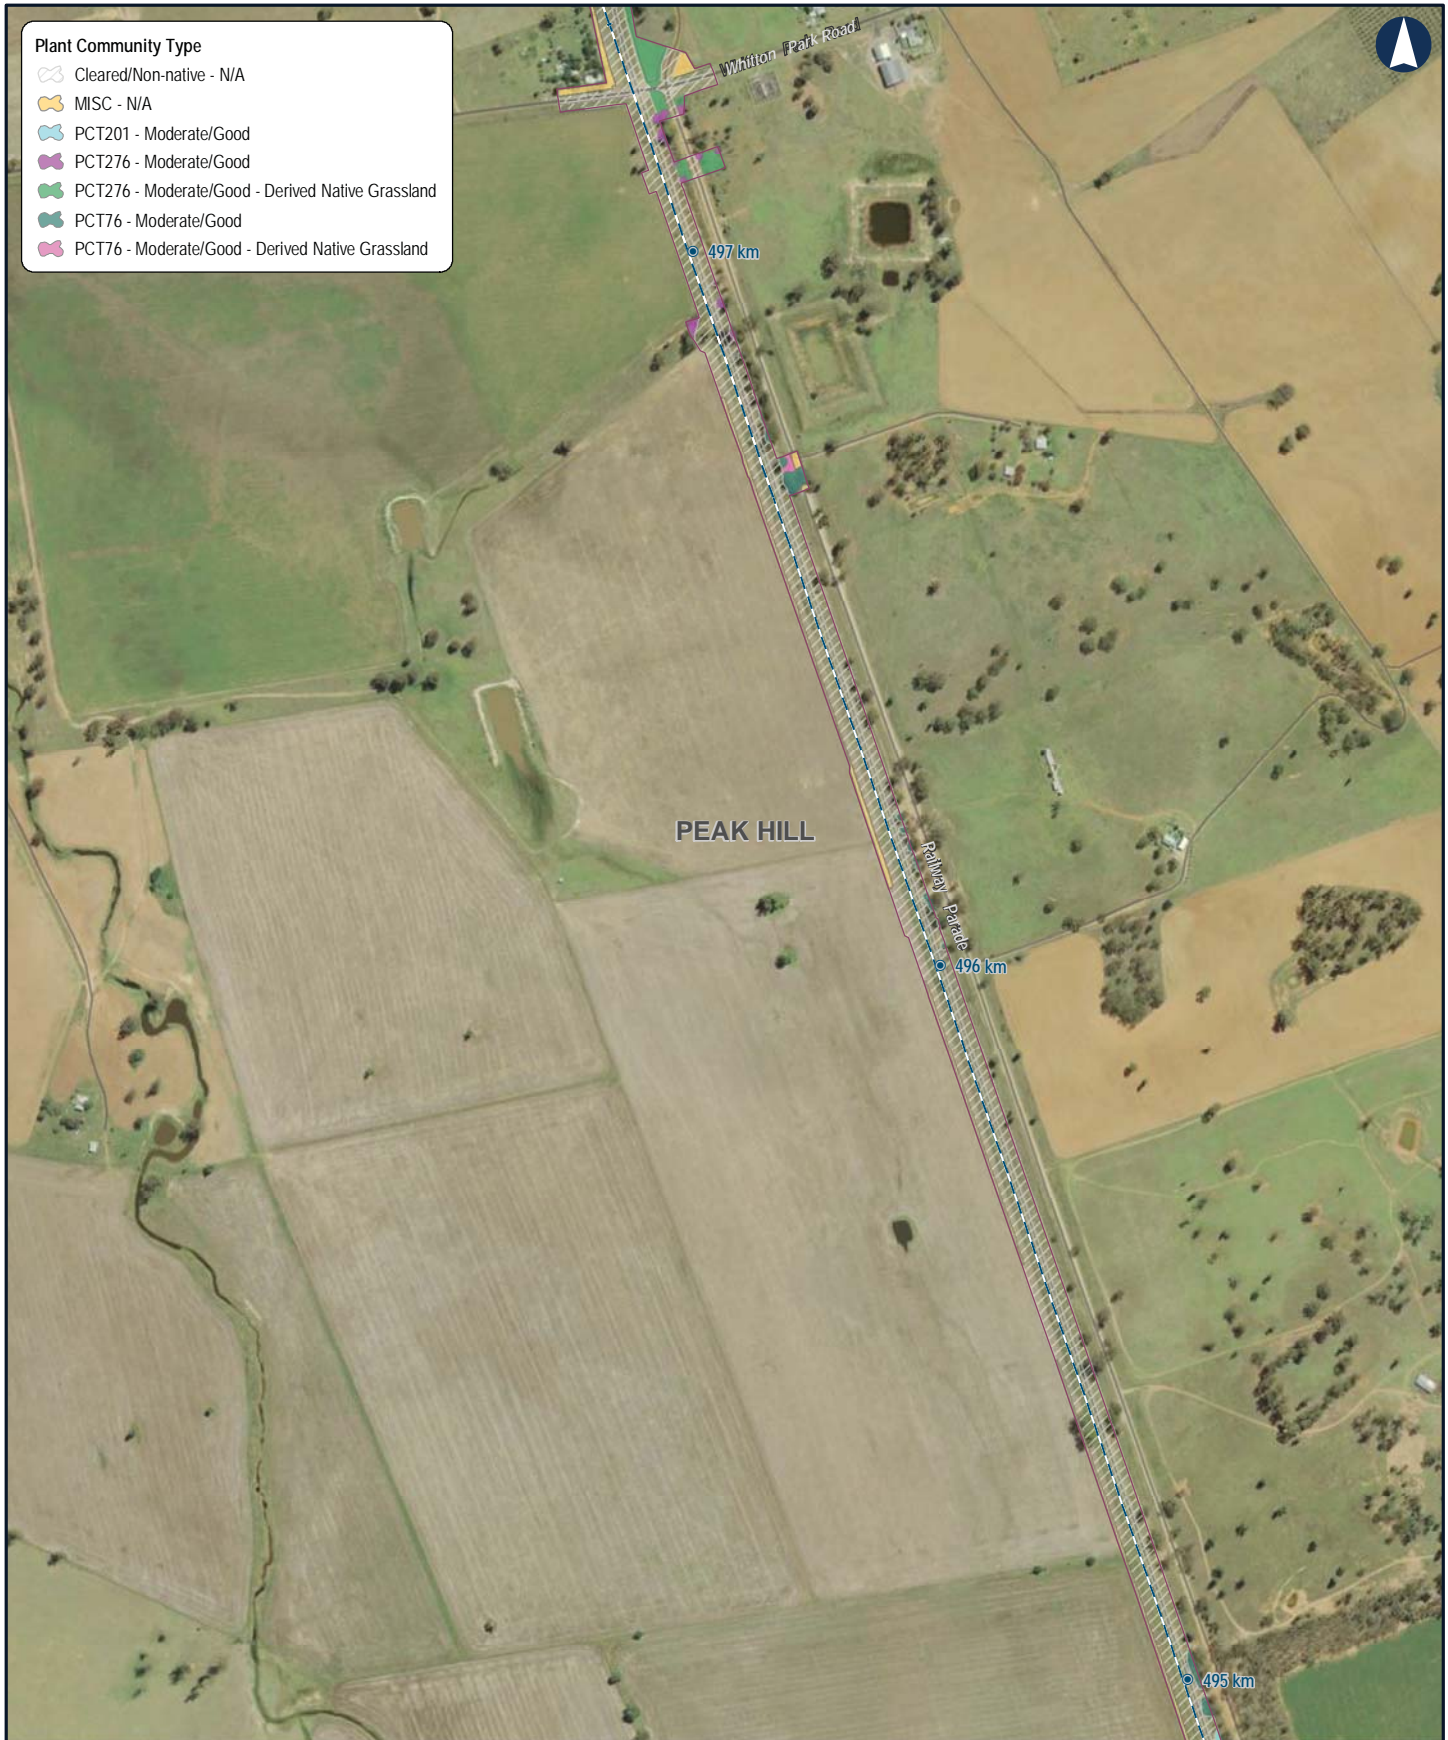 Plant Community Type
Cleared/Non-native - N/A
MISC - N/A
PCT201 - Moderate/Good
PCT276 - Moderate/Good
PCT276 - Moderate/Good - Derived Native Grassland
PCT76 - Moderate/Good
PCT76 - Moderate/Good - Derived Native Grassland
Whitton Park Road
497 km
PEAK HILL
Railway Parade
496 km
495 km